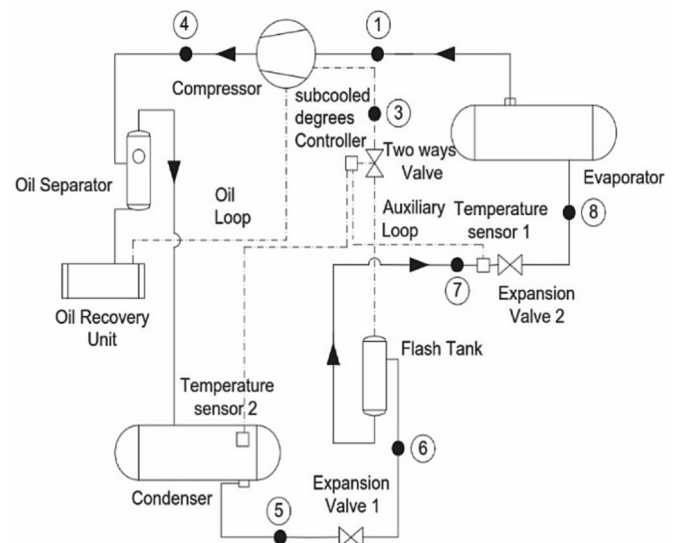 4
1
Compressor
subcooled
degrees
Controller
3
Two ways
Valve
Evaporator
Oil Separator
Oil
Loop
Auxiliary
Loop
Temperature
sensor 1
8
7
Expansion
Valve 2
Oil Recovery
Unit
Flash Tank
Temperature
sensor 2
6
Condenser
Expansion
Valve 1
5